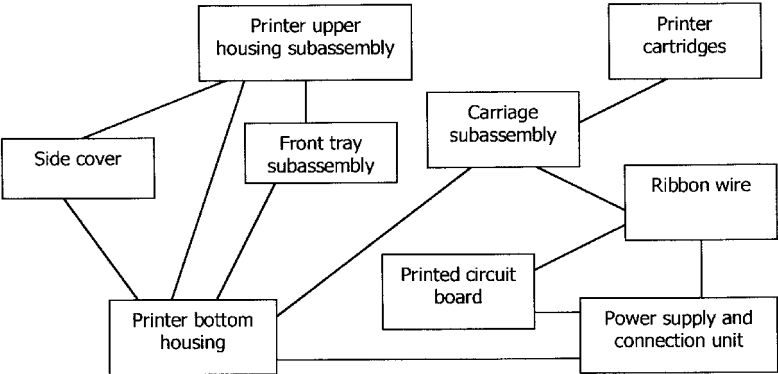 Printer upper
housing subassembly
Printer
cartridges
Carriage
subassembly
Side cover
Front tray
subassembly
Ribbon wire
Printed circuit
board
Printer bottom
housing
Power supply and
connection unit